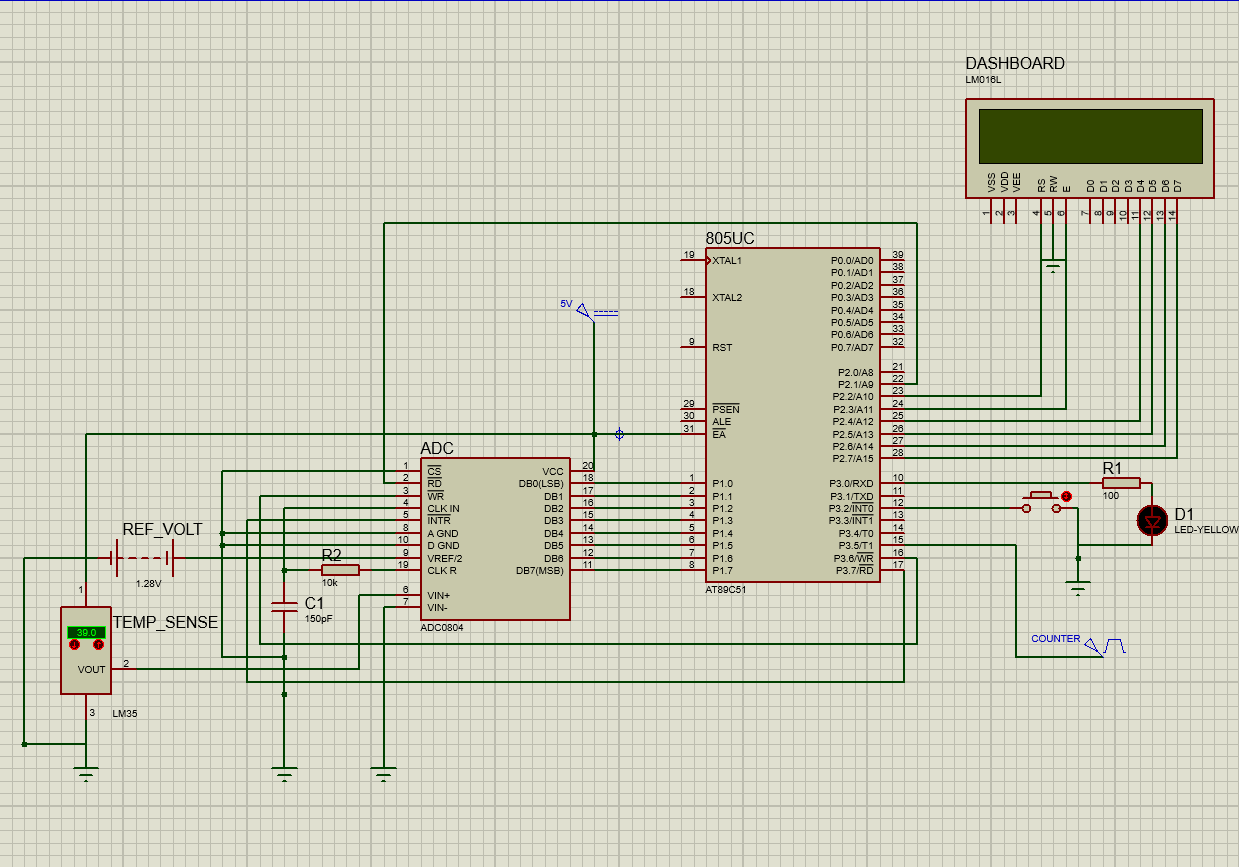 DASHBOARD
LM016L
VSS
VDD
VEE
RS
RW
E
D0
D1
D2
D3
D4
D5
D6
D7
1
2
3
4
5
6
7
8
9
10
11
12
13
14
805UC
19 XTAL1
18 XTAL2
9 RST
29 PSEN
30 ALE
31 EA
1 P1.0
2 P1.1
3 P1.2
4 P1.3
5 P1.4
6 P1.5
7 P1.6
8 P1.7
P0.0/AD0 39
P0.1/AD1 38
P0.2/AD2 37
P0.3/AD3 36
P0.4/AD4 35
P0.5/AD5 34
P0.6/AD6 33
P0.7/AD7 32
P2.0/A8 21
P2.1/A9 22
P2.2/A10 23
P2.3/A11 24
P2.4/A12 25
P2.5/A13 26
P2.6/A14 27
P2.7/A15 28
P3.0/RXD 10
P3.1/TXD 11
P3.2/INT0 12
P3.3/INT1 13
P3.4/T0 14
P3.5/T1 15
P3.6/WR 16
P3.7/RD 17
AT89C51
5V
ADC
1 CS
2 RD
3 WR
4 CLK IN
5 INTR
8 A GND
10 D GND
9 VREF/2
19 CLK R
6 VIN+
7 VIN-
VCC 20
DB0(LSB) 18
DB1 17
DB2 16
DB3 15
DB4 14
DB5 13
DB6 12
DB7(MSB) 11
ADC0804
R1
100
D1
LED-YELLOW
REF_VOLT
1.28V
R2
10k
C1
150pF
1
TEMP_SENSE
39.0
VOUT 2
3
LM35
COUNTER